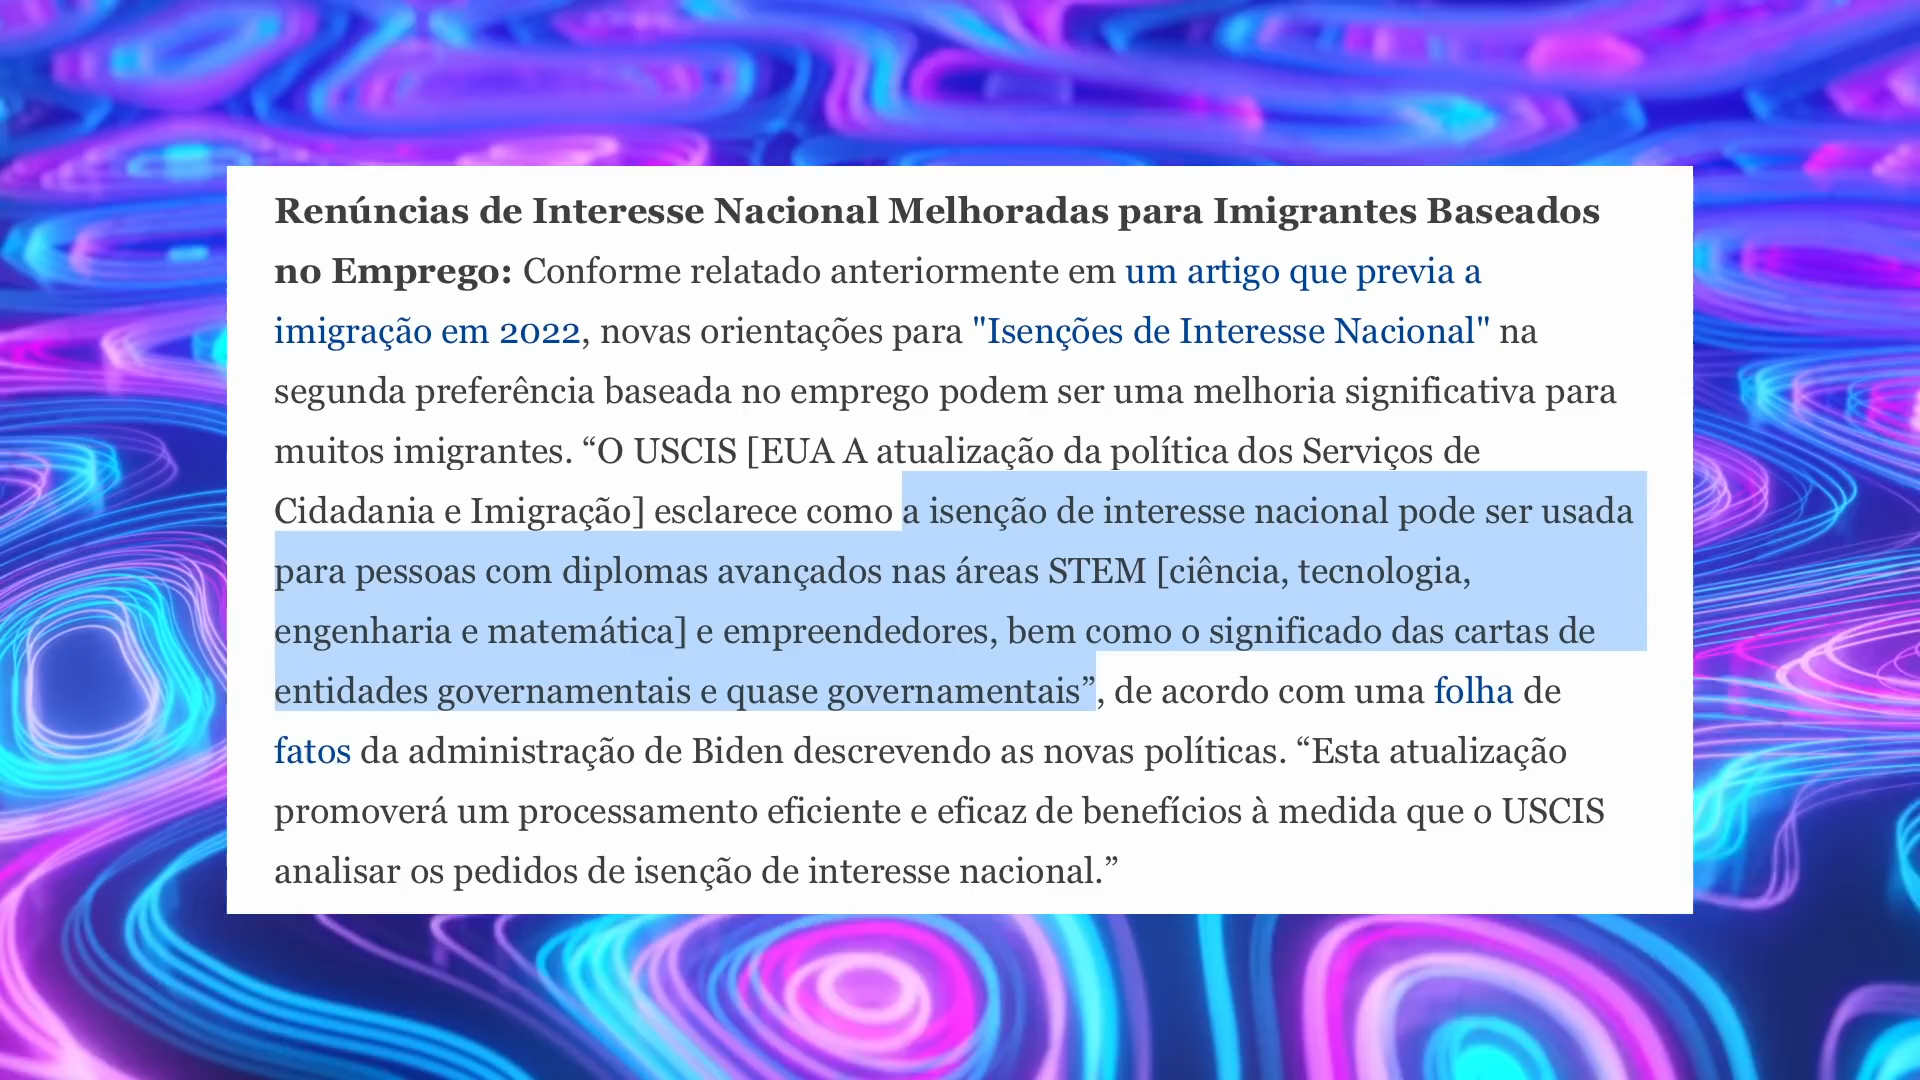 Renúncias de Interesse Nacional Melhoradas para Imigrantes Baseados
no Emprego: Conforme relatado anteriormente em um artigo que previa a
imigração em 2022, novas orientações para "Isenções de Interesse Nacional" na
segunda preferência baseada no emprego podem ser uma melhoria significativa para
muitos imigrantes. “O USCIS [EUA A atualização da política dos Serviços de
Cidadania e Imigração] esclarece como a isenção de interesse nacional pode ser usada
para pessoas com diplomas avançados nas áreas STEM [ciência, tecnologia,
engenharia e matemática] e empreendedores, bem como o significado das cartas de
entidades governamentais e quase governamentais”, de acordo com uma folha de
fatos da administração de Biden descrevendo as novas políticas. “Esta atualização
promoverá um processamento eficiente e eficaz de benefícios à medida que o USCIS
analisar os pedidos de isenção de interesse nacional.”